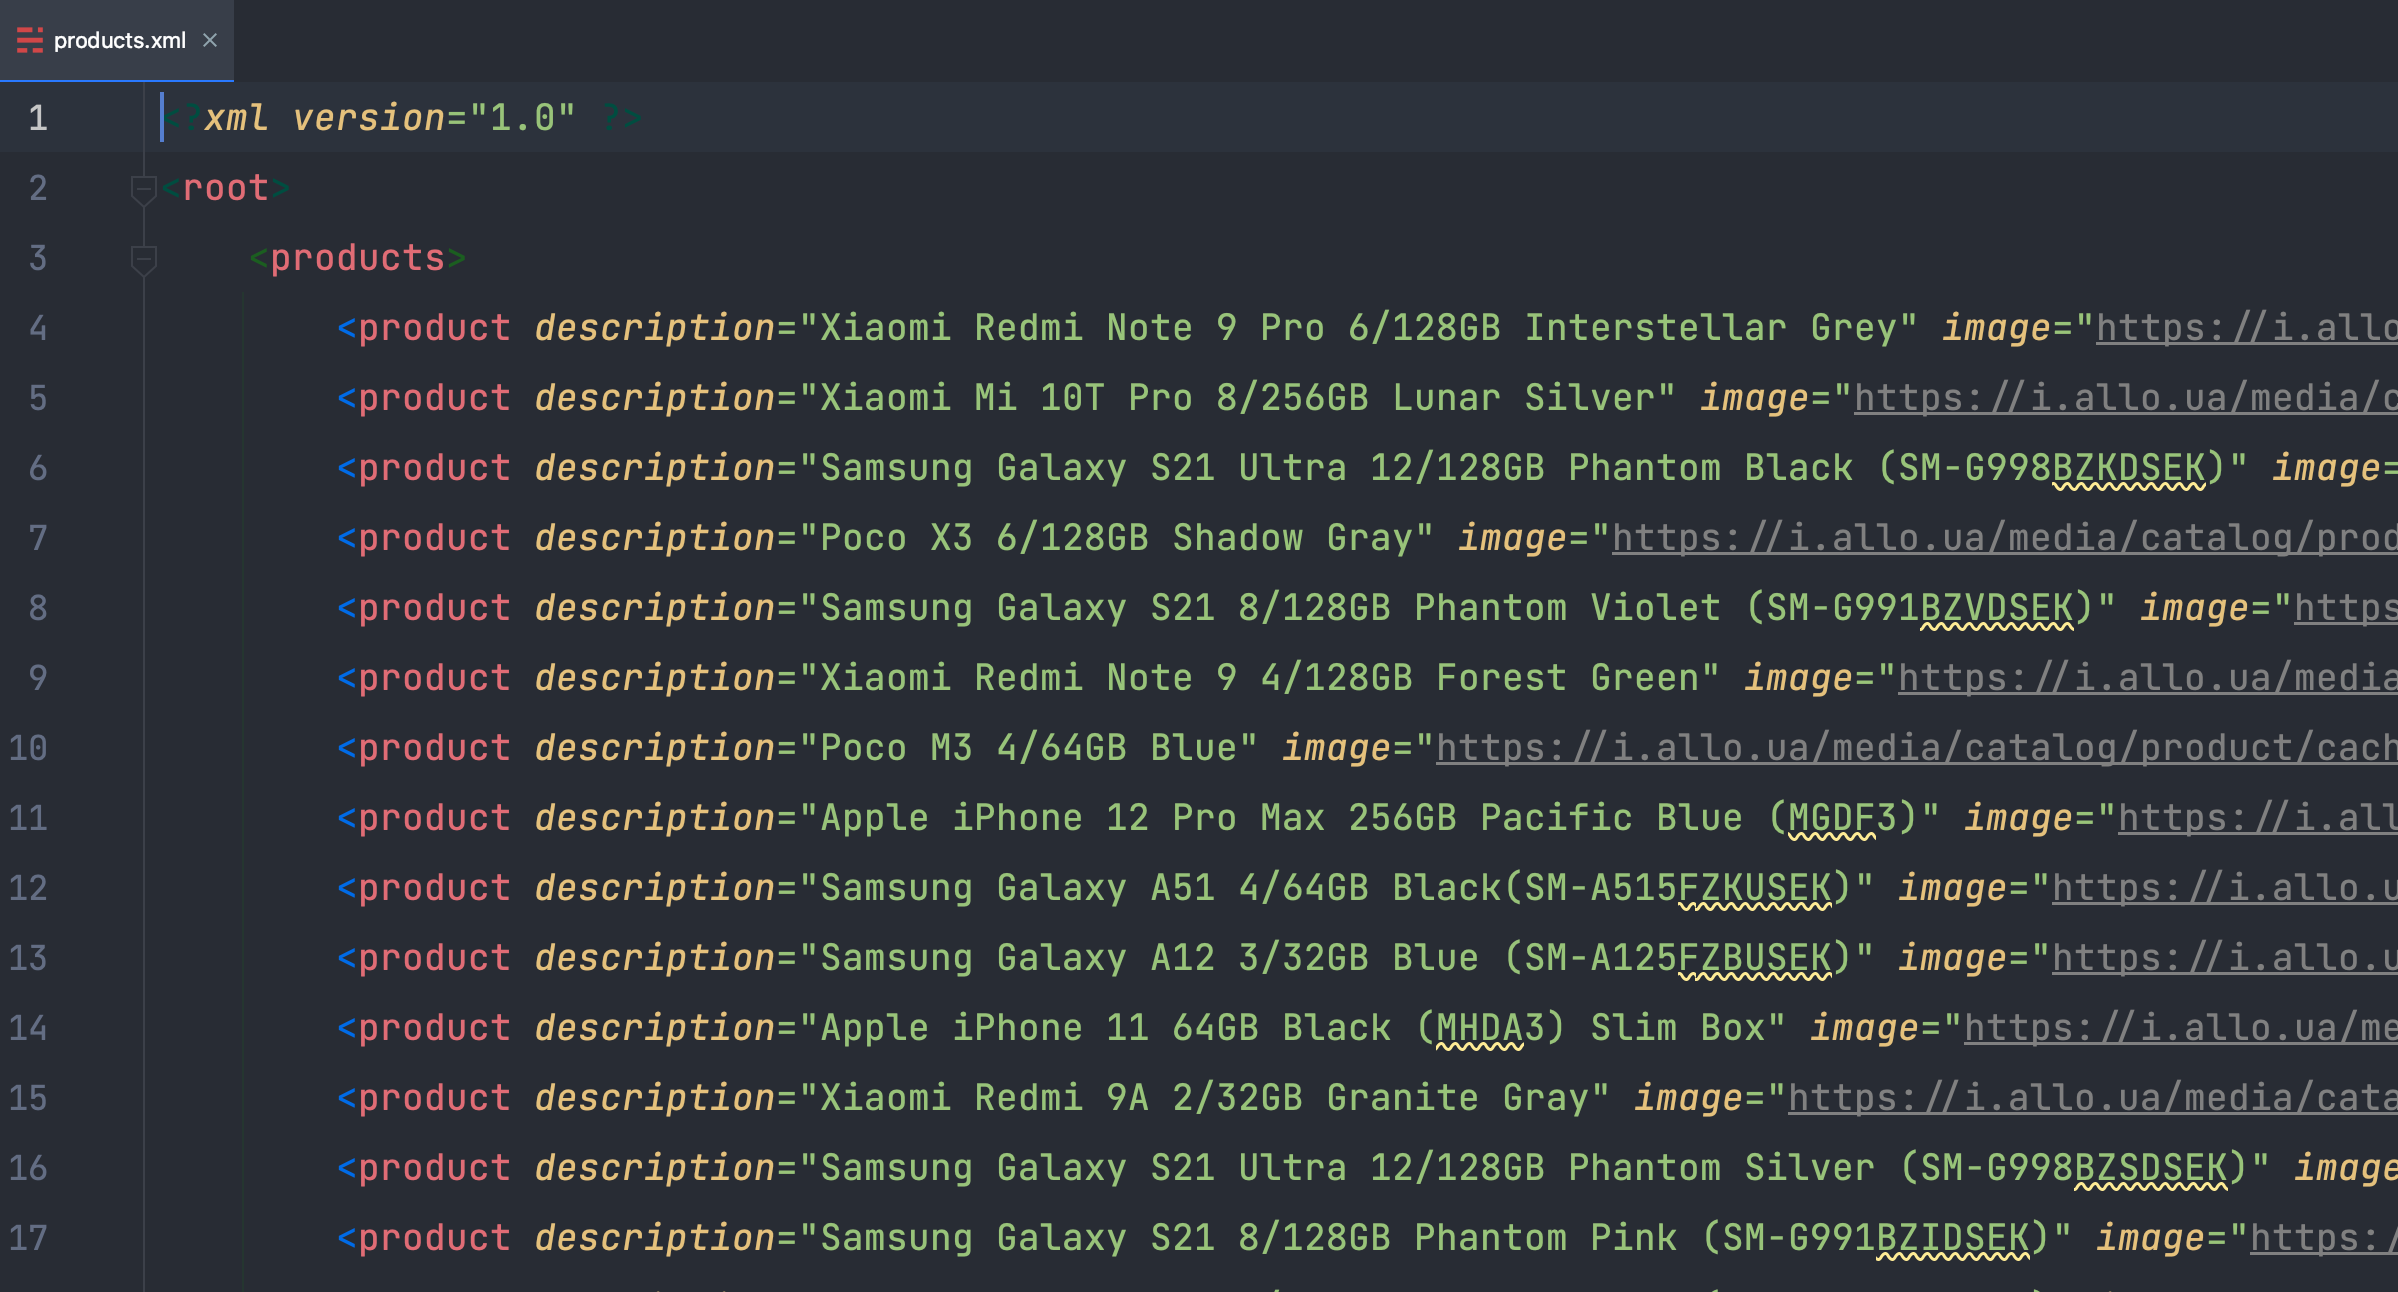 products.xml
1 <?xml version="1.0" ?>
2 <root>
3 <products>
4 <product description="Xiaomi Redmi Note 9 Pro 6/128GB Interstellar Grey" image="https://i.allo
5 <product description="Xiaomi Mi 10T Pro 8/256GB Lunar Silver" image="https://i.allo.ua/media/c
6 <product description="Samsung Galaxy S21 Ultra 12/128GB Phantom Black (SM-G998BZKDSEK)" image=
7 <product description="Poco X3 6/128GB Shadow Gray" image="https://i.allo.ua/media/catalog/prod
8 <product description="Samsung Galaxy S21 8/128GB Phantom Violet (SM-G991BZVDSEK)" image="https
9 <product description="Xiaomi Redmi Note 9 4/128GB Forest Green" image="https://i.allo.ua/media
10 <product description="Poco M3 4/64GB Blue" image="https://i.allo.ua/media/catalog/product/cach
11 <product description="Apple iPhone 12 Pro Max 256GB Pacific Blue (MGDF3)" image="https://i.all
12 <product description="Samsung Galaxy A51 4/64GB Black(SM-A515FZKUSEK)" image="https://i.allo.u
13 <product description="Samsung Galaxy A12 3/32GB Blue (SM-A125FZBUSEK)" image="https://i.allo.u
14 <product description="Apple iPhone 11 64GB Black (MHDA3) Slim Box" image="https://i.allo.ua/me
15 <product description="Xiaomi Redmi 9A 2/32GB Granite Gray" image="https://i.allo.ua/media/cata
16 <product description="Samsung Galaxy S21 Ultra 12/128GB Phantom Silver (SM-G998BZSDSEK)" image
17 <product description="Samsung Galaxy S21 8/128GB Phantom Pink (SM-G991BZIDSEK)" image="https:/